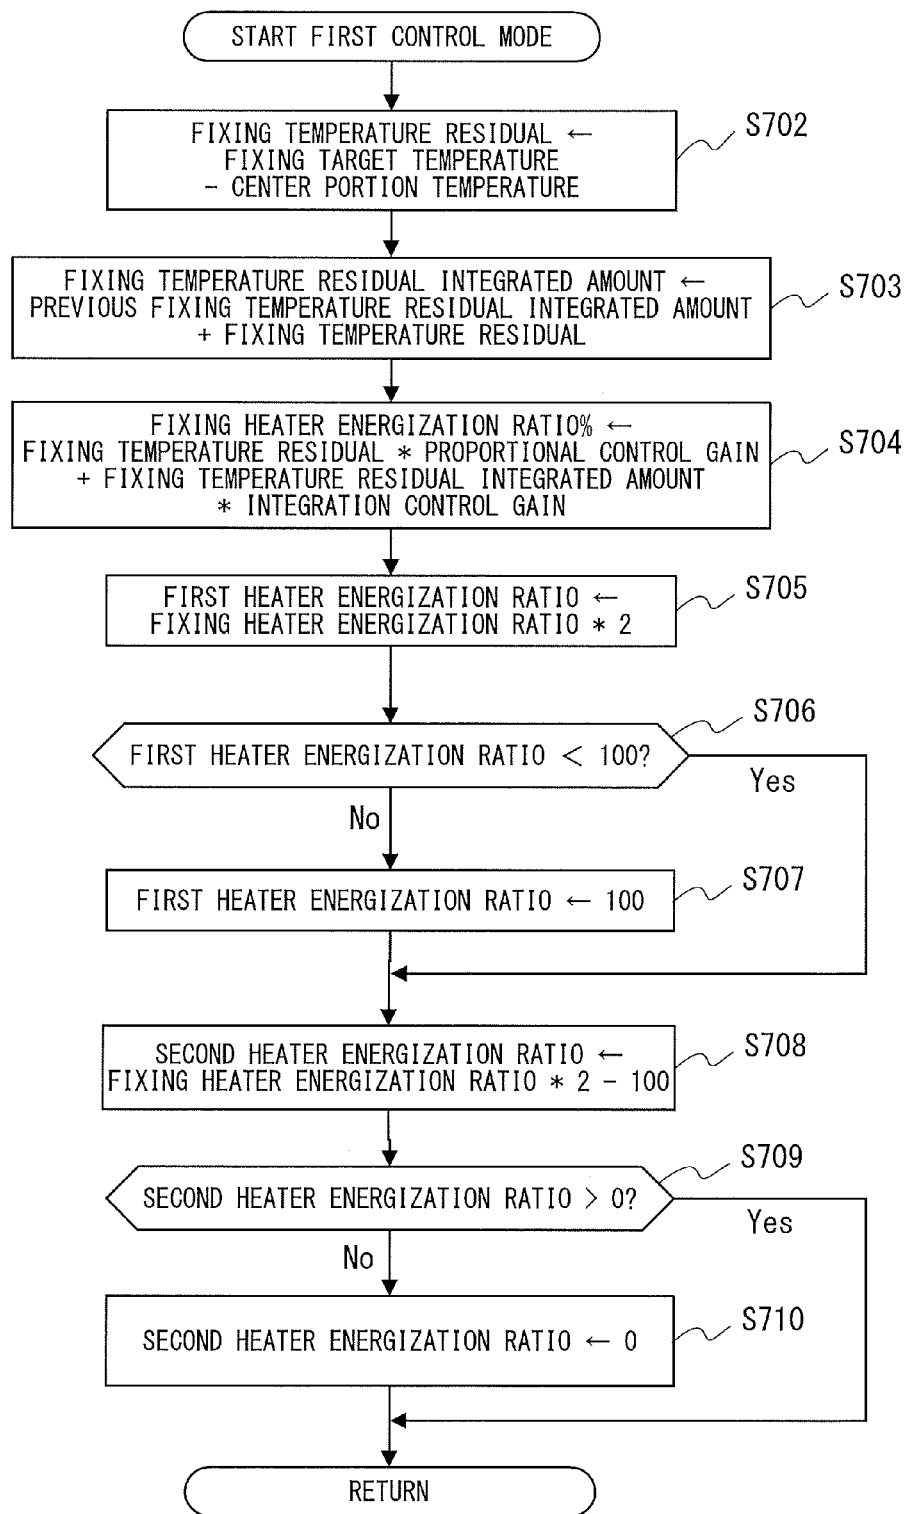 START FIRST CONTROL MODE
S702
FIXING TEMPERATURE RESIDUAL ←
FIXING TARGET TEMPERATURE
- CENTER PORTION TEMPERATURE
S703
FIXING TEMPERATURE RESIDUAL INTEGRATED AMOUNT ←
PREVIOUS FIXING TEMPERATURE RESIDUAL INTEGRATED AMOUNT
+ FIXING TEMPERATURE RESIDUAL
S704
FIXING HEATER ENERGIZATION RATIO% ←
FIXING TEMPERATURE RESIDUAL * PROPORTIONAL CONTROL GAIN
+ FIXING TEMPERATURE RESIDUAL INTEGRATED AMOUNT
* INTEGRATION CONTROL GAIN
S705
FIRST HEATER ENERGIZATION RATIO ←
FIXING HEATER ENERGIZATION RATIO * 2
S706
FIRST HEATER ENERGIZATION RATIO < 100?
Yes
No
S707
FIRST HEATER ENERGIZATION RATIO ← 100
S708
SECOND HEATER ENERGIZATION RATIO ←
FIXING HEATER ENERGIZATION RATIO * 2 - 100
S709
SECOND HEATER ENERGIZATION RATIO > 0?
Yes
No
S710
SECOND HEATER ENERGIZATION RATIO ← 0
RETURN